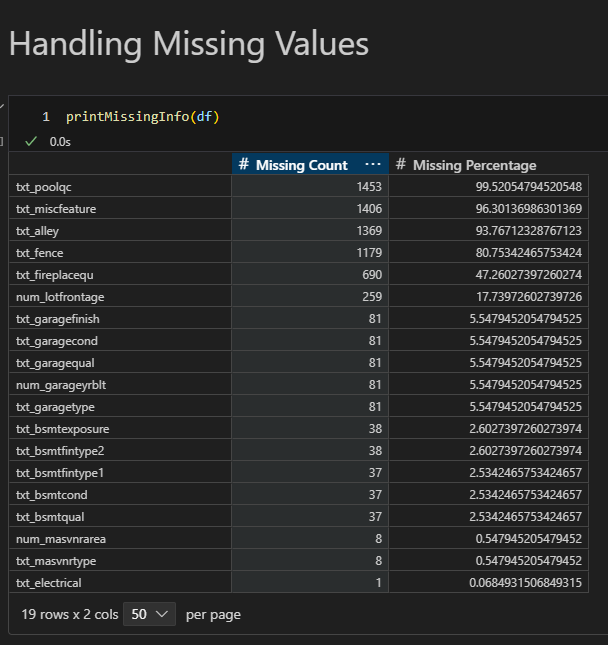 Handling Missing Values
1 printMissingInfo(df)
✓ 0.0s
# Missing Count ··· # Missing Percentage
txt_poolqc 1453 99.52054794520548
txt_miscfeature 1406 96.30136986301369
txt_alley 1369 93.76712328767123
txt_fence 1179 80.75342465753424
txt_fireplacequ 690 47.26027397260274
num_lotfrontage 259 17.73972602739726
txt_garagefinish 81 5.5479452054794525
txt_garagecond 81 5.5479452054794525
txt_garagequal 81 5.5479452054794525
num_garageyrblt 81 5.5479452054794525
txt_garagetype 81 5.5479452054794525
txt_bsmtexposure 38 2.6027397260273974
txt_bsmtfintype2 38 2.6027397260273974
txt_bsmtfintype1 37 2.5342465753424657
txt_bsmtcond 37 2.5342465753424657
txt_bsmtqual 37 2.5342465753424657
num_masvnrarea 8 0.547945205479452
txt_masvnrtype 8 0.547945205479452
txt_electrical 1 0.0684931506849315
19 rows x 2 cols 50 per page